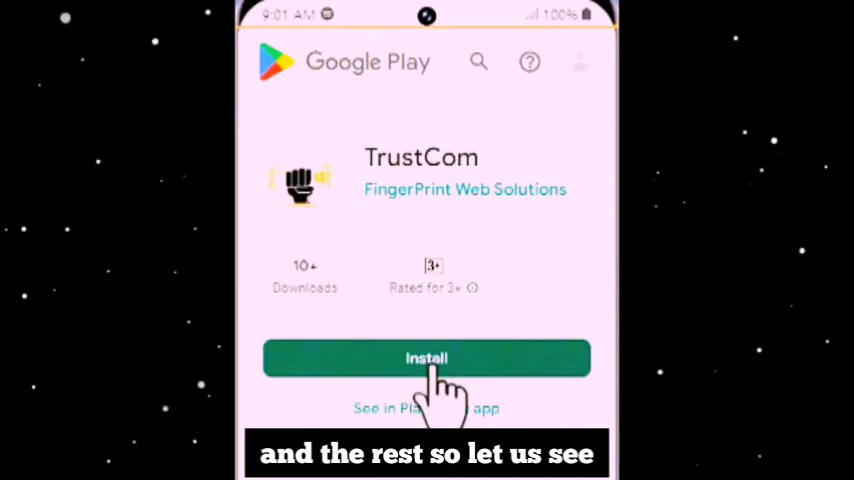 9:01 AM
100%
Google Play
TrustCom
FingerPrint Web Solutions
10+
3+
Downloads
Rated for 3+
Install
See in Pla app
and the rest so let us see